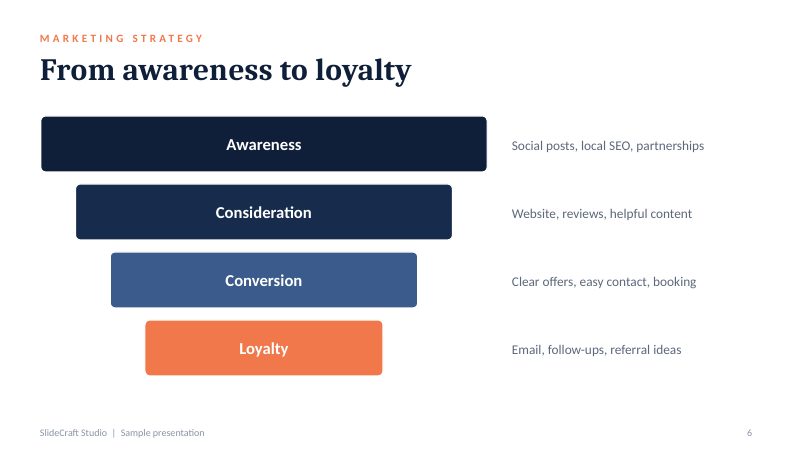 MARKETING STRATEGY
From awareness to loyalty
Awareness
Social posts, local SEO, partnerships
Consideration
Website, reviews, helpful content
Conversion
Clear offers, easy contact, booking
Loyalty
Email, follow-ups, referral ideas
SlideCraft Studio | Sample presentation
6